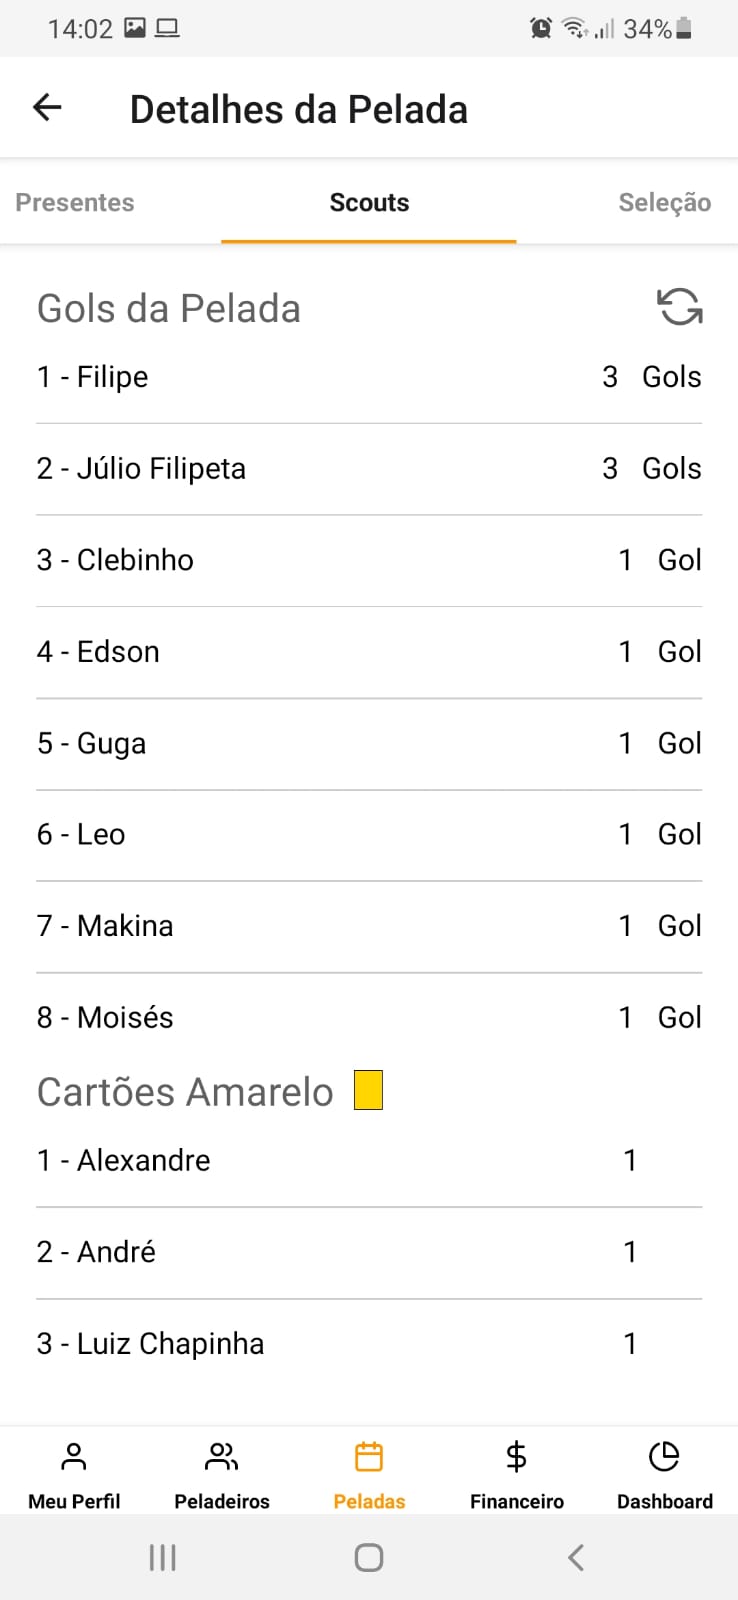 14:02 34%
Detalhes da Pelada
Presentes Scouts Seleção
Gols da Pelada
1 - Filipe 3 Gols
2 - Júlio Filipeta 3 Gols
3 - Clebinho 1 Gol
4 - Edson 1 Gol
5 - Guga 1 Gol
6 - Leo 1 Gol
7 - Makina 1 Gol
8 - Moisés 1 Gol
Cartões Amarelo
1 - Alexandre 1
2 - André 1
3 - Luiz Chapinha 1
Meu Perfil Peladeiros Peladas Financeiro Dashboard